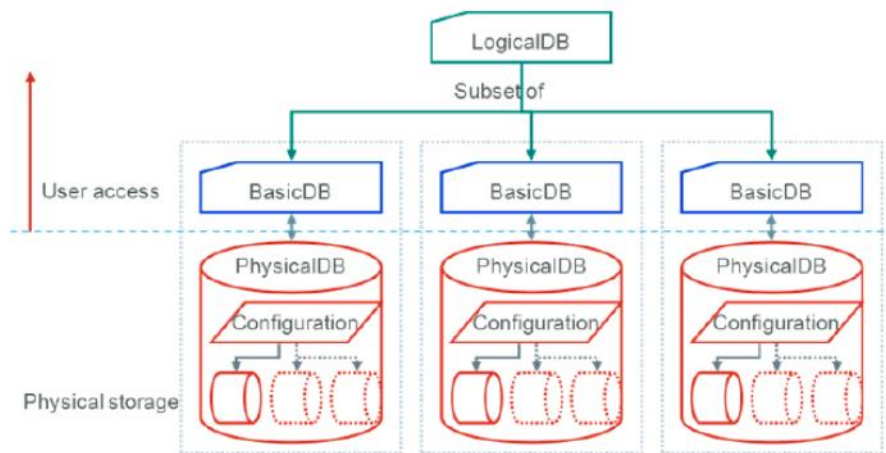 LogicalDB
Subset of
User access
BasicDB
BasicDB
BasicDB
PhysicalDB
PhysicalDB
PhysicalDB
Configuration
Configuration
Configuration
Physical storage